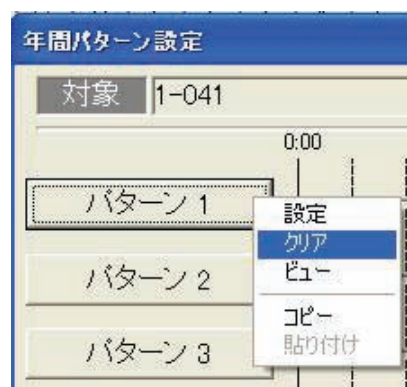 年間パターン設定
対象 1-041
0:00
パターン 1
設定
クリア
パターン 2
ビュー
コピー
パターン 3
貼り付け